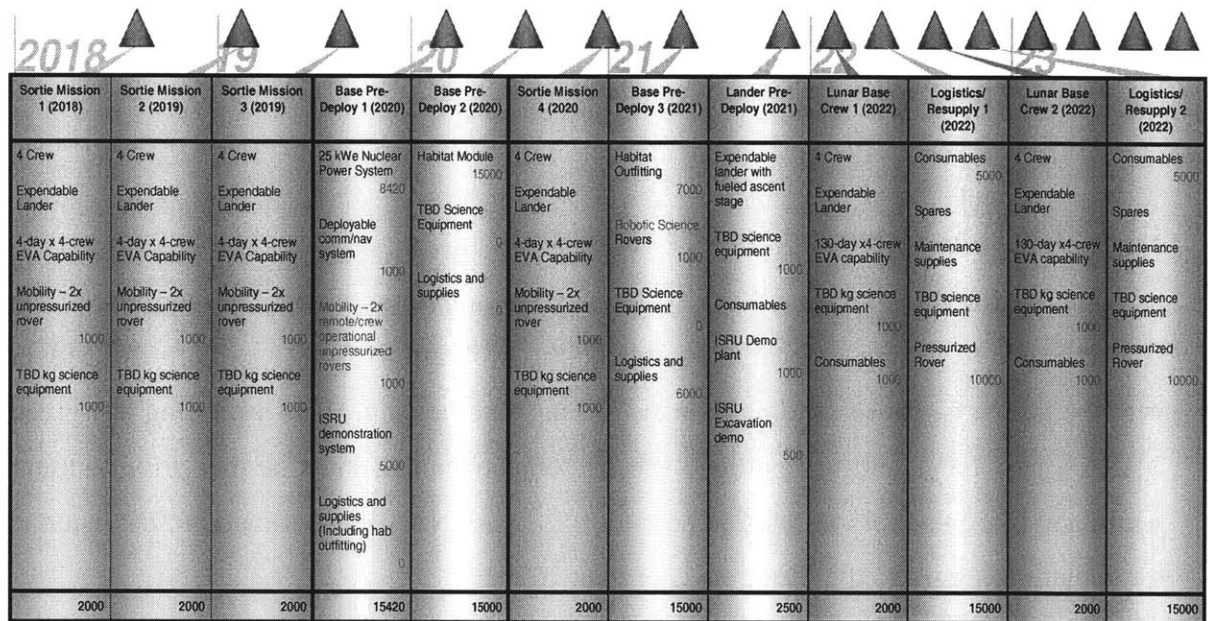 2018
19
20
21
22
23
Sortie Mission
1 (2018)
Sortie Mission
2 (2019)
Sortie Mission
3 (2019)
Base Pre-
Deploy 1 (2020)
Base Pre-
Deploy 2 (2020)
Sortie Mission
4 (2020
Base Pre-
Deploy 3 (2021)
Lander Pre-
Deploy (2021)
Lunar Base
Crew 1 (2022)
Logistics/
Resupply 1
(2022)
Lunar Base
Crew 2 (2022)
Logistics/
Resupply 2
(2022)
4 Crew
Expendable
Lander
4-day x 4-crew
EVA Capability
Mobility – 2x
unpressurized
rover
1000
TBD kg science
equipment
1000
4 Crew
Expendable
Lander
4-day x 4-crew
EVA Capability
Mobility – 2x
unpressurized
rover
1000
TBD kg science
equipment
1000
4 Crew
Expendable
Lander
4-day x 4-crew
EVA Capability
Mobility – 2x
unpressurized
rover
1000
TBD kg science
equipment
1000
25 kWe Nuclear
Power System
8420
Deployable
comm/nav
system
1000
Mobility – 2x
remote/crew
operational
unpressurized
rovers
1000
ISRU
demonstration
system
5000
Logistics and
supplies
(Including hab
outfitting)
0
Habitat Module
15000
TBD Science
Equipment
0
Logistics and
supplies
0
4 Crew
Expendable
Lander
4-day x 4-crew
EVA Capability
Mobility – 2x
unpressurized
rover
1000
TBD kg science
equipment
1000
Habitat
Outfitting
7000
Robotic Science
Rovers
1000
TBD Science
Equipment
0
Logistics and
supplies
6000
Expendable
lander with
fueled ascent
stage
TBD science
equipment
1000
Consumables
ISRU Demo
plant
1000
ISRU
Excavation
demo
500
4 Crew
Expendable
Lander
130-day x4-crew
EVA capability
TBD kg science
equipment
1000
Consumables
1000
Consumables
5000
Spares
Maintenance
supplies
TBD science
equipment
Pressurized
Rover
10000
4 Crew
Expendable
Lander
130-day x4-crew
EVA capability
TBD kg science
equipment
1000
Consumables
1000
Consumables
5000
Spares
Maintenance
supplies
TBD science
equipment
Pressurized
Rover
10000
2000
2000
2000
15420
15000
2000
15000
2500
2000
15000
2000
15000